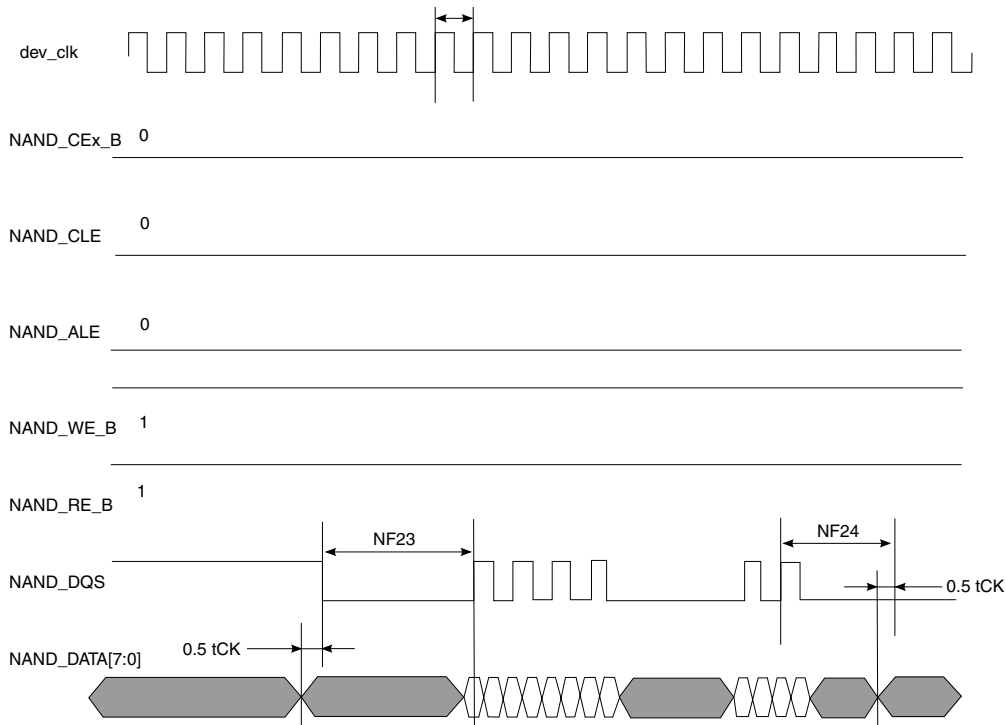 dev_clk
NAND_CEx_B 0
NAND_CLE 0
NAND_ALE 0
NAND_WE_B 1
NAND_RE_B 1
NF23
NF24
NAND_DQS
0.5 tCK
NAND_DATA[7:0]
0.5 tCK